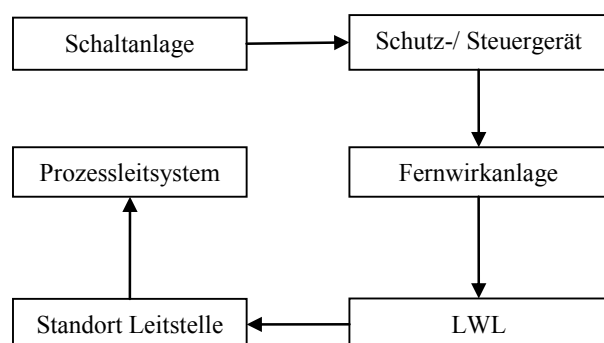 Schaltanlage
Schutz-/ Steuergerät
Prozessleitsystem
Fernwirkanlage
Standort Leitstelle
LWL